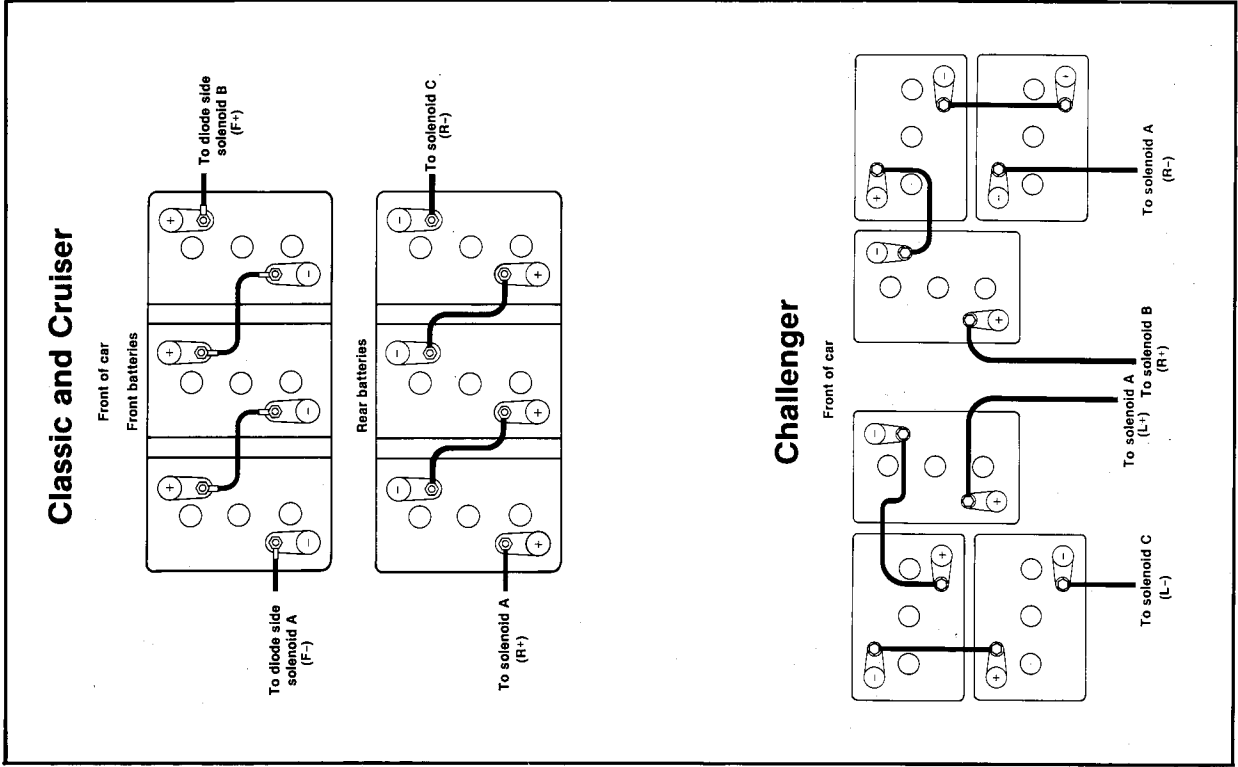 Classic and Cruiser
Front of car
Front batteries
To diode side
solenoid B
(F+)
+
+
+
-
-
-
To diode side
solenoid A
(F-)
Rear batteries
To solenoid C
(R-)
-
-
-
+
+
+
To solenoid A
(R+)
Challenger
Front of car
-
+
+
-
-
+
-
+
-
+
+
-
To solenoid C
(L-)
To solenoid A
(L+)
To solenoid B
(R+)
To solenoid A
(R-)